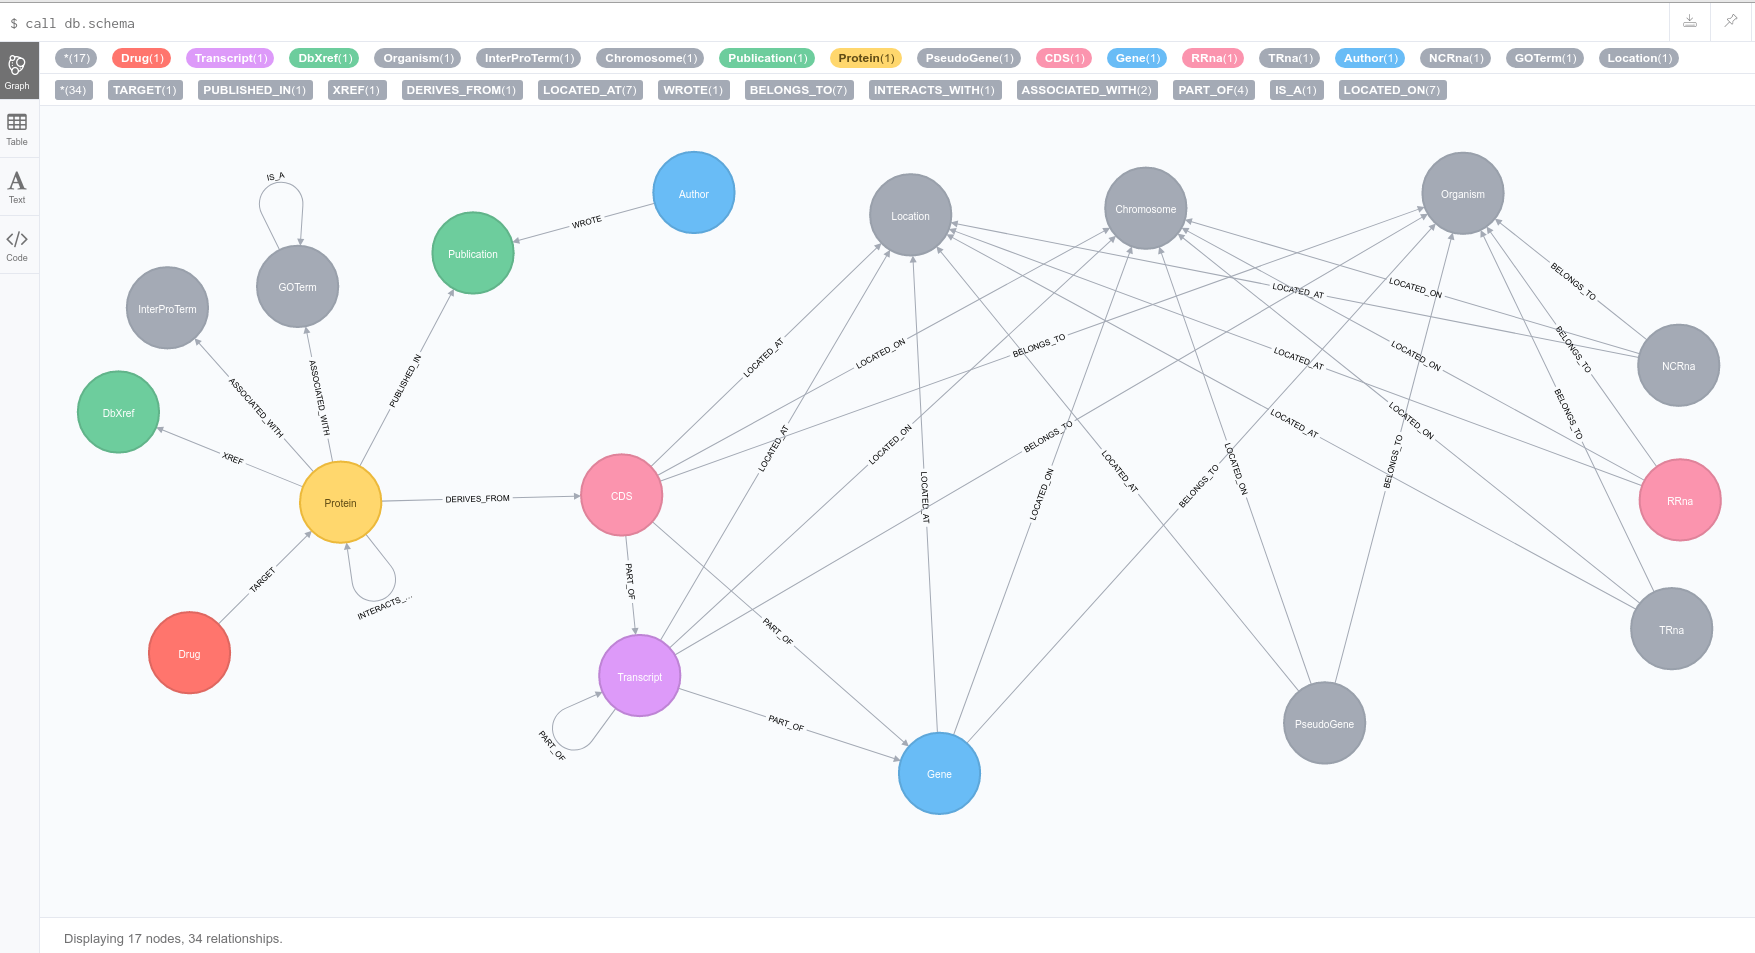 $ call db.schema
*(17) Drug(1) Transcript(1) DbXref(1) Organism(1) InterProTerm(1) Chromosome(1) Publication(1) Protein(1) PseudoGene(1) CDS(1) Gene(1) RRna(1) TRna(1) Author(1) NCRna(1) GOTerm(1) Location(1)
*(34) TARGET(1) PUBLISHED_IN(1) XREF(1) DERIVES_FROM(1) LOCATED_AT(7) WROTE(1) BELONGS_TO(7) INTERACTS_WITH(1) ASSOCIATED_WITH(2) PART_OF(4) IS_A(1) LOCATED_ON(7)
Graph
Table
Text
Code
IS_A
Author
WROTE
Publication
GOTerm
InterProTerm
Location
Chromosome
Organism
BELONGS_TO
LOCATED_AT
LOCATED_ON
NCRna
LOCATED_AT
LOCATED_ON
BELONGS_TO
LOCATED_AT
LOCATED_ON
BELONGS_TO
PUBLISHED_IN
ASSOCIATED_WITH
ASSOCIATED_WITH
DbXref
XREF
LOCATED_AT
LOCATED_ON
BELONGS_TO
LOCATED_AT
LOCATED_ON
BELONGS_TO
Protein
DERIVES_FROM
CDS
LOCATED_AT
LOCATED_ON
BELONGS_TO
LOCATED_AT
LOCATED_ON
BELONGS_TO
RRna
TARGET
INTERACTS_...
PART_OF
PART_OF
TRna
Drug
Transcript
PART_OF
PART_OF
Gene
PseudoGene
Displaying 17 nodes, 34 relationships.